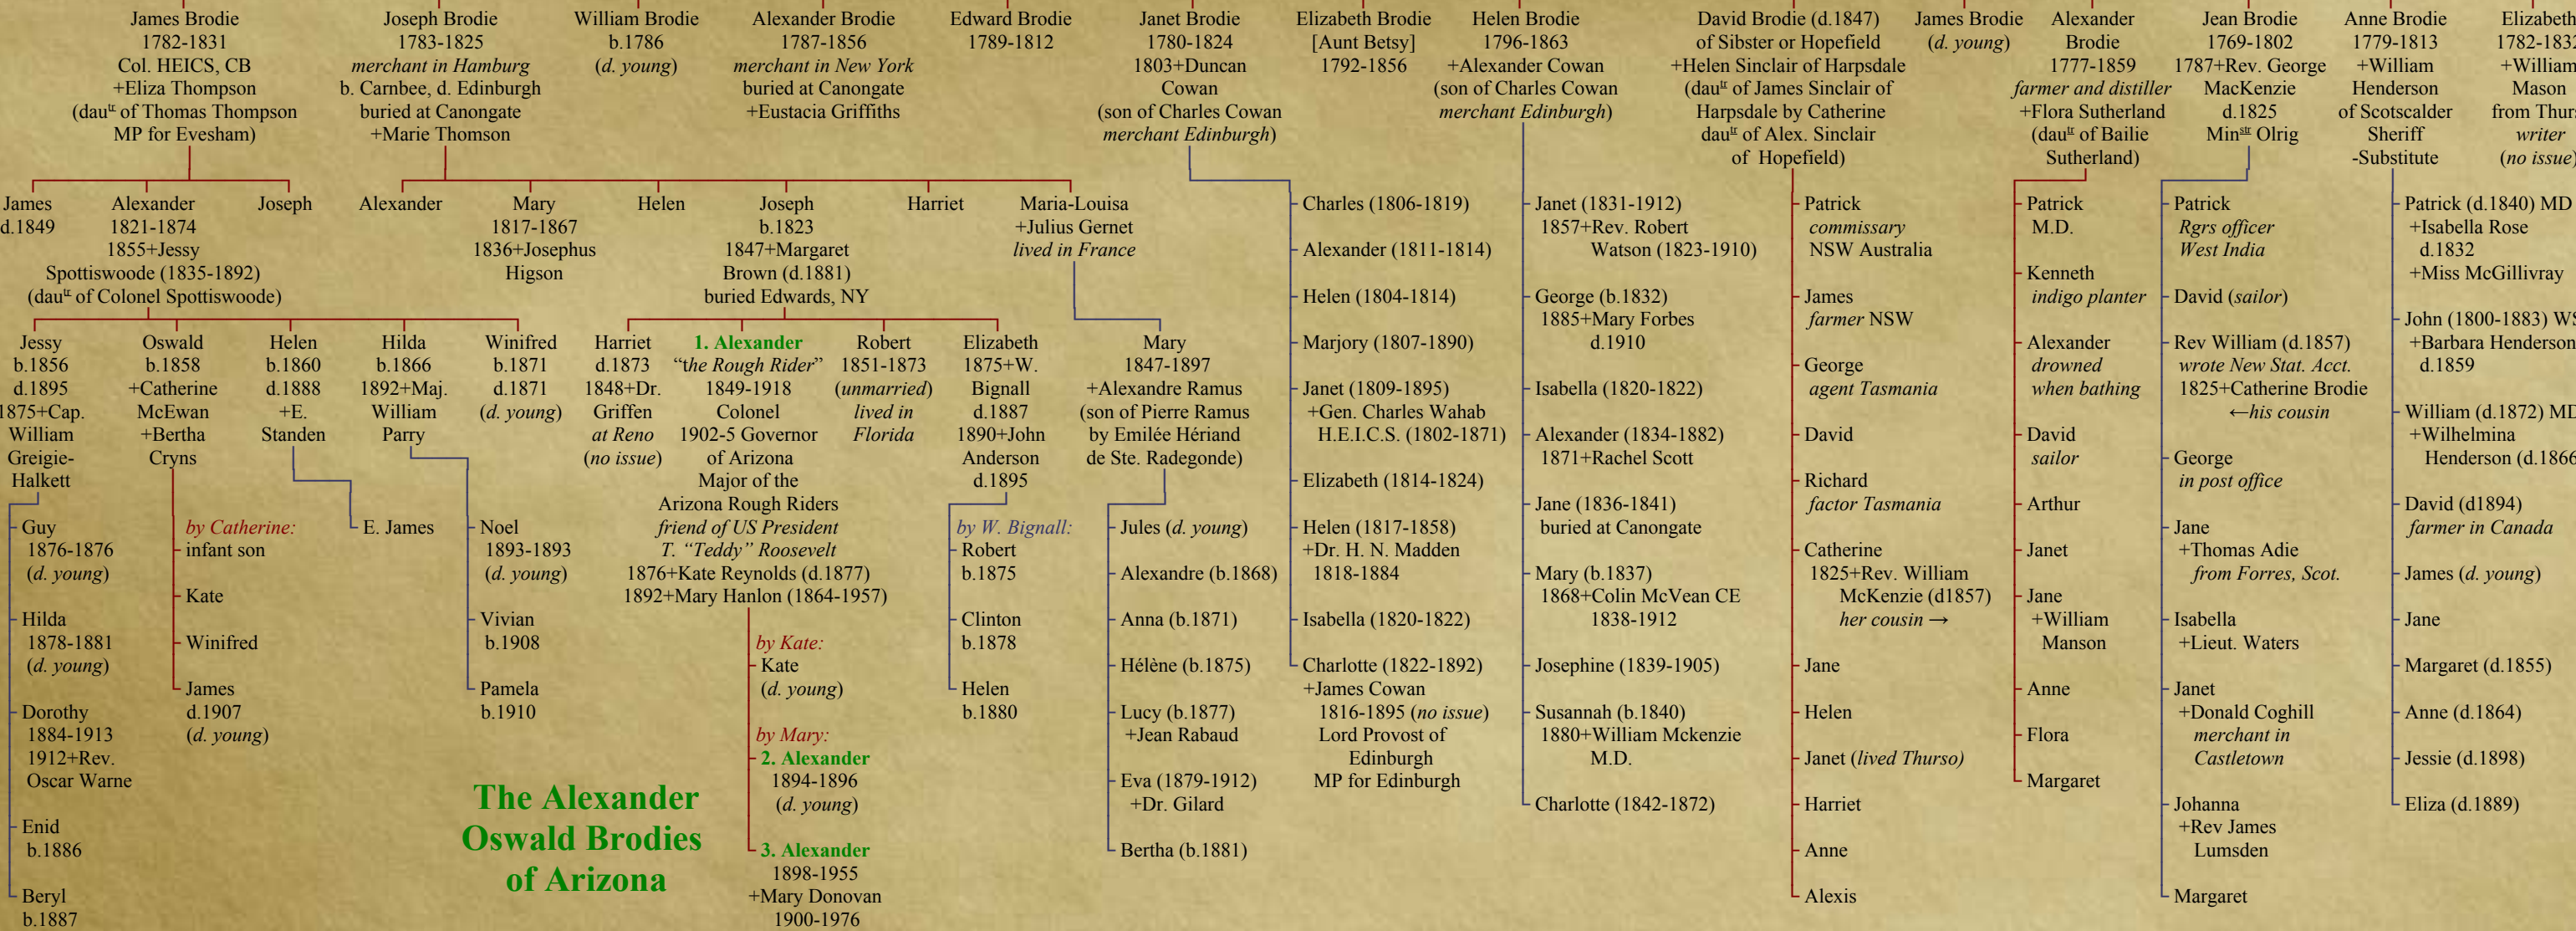 James Brodie
1782-1831
Col. HEICS, CB
+Eliza Thompson
(dauᵗʳ of Thomas Thompson
MP for Evesham)
Joseph Brodie
1783-1825
merchant in Hamburg
b. Carnbee, d. Edinburgh
buried at Canongate
+Marie Thomson
William Brodie
b.1786
(d. young)
Alexander Brodie
1787-1856
merchant in New York
buried at Canongate
+Eustacia Griffiths
Edward Brodie
1789-1812
Janet Brodie
1780-1824
1803+Duncan
Cowan
(son of Charles Cowan
merchant Edinburgh)
Elizabeth Brodie
[Aunt Betsy]
1792-1856
Helen Brodie
1796-1863
+Alexander Cowan
(son of Charles Cowan
merchant Edinburgh)
David Brodie (d.1847)
of Sibster or Hopefield
+Helen Sinclair of Harpsdale
(dauᵗʳ of James Sinclair of
Harpsdale by Catherine
dauᵗʳ of Alex. Sinclair
of Hopefield)
James Brodie
(d. young)
Alexander
Brodie
1777-1859
farmer and distiller
+Flora Sutherland
(dauᵗʳ of Bailie
Sutherland)
Jean Brodie
1769-1802
1787+Rev. George
MacKenzie
d.1825
Minˢᵗʳ Olrig
Anne Brodie
1779-1813
+William
Henderson
of Scotscalder
Sheriff
-Substitute
Elizabeth
1782-1832
+William
Mason
from Thurs
writer
(no issue)
James
d.1849
Alexander
1821-1874
1855+Jessy
Spottiswoode (1835-1892)
(dauᵗʳ of Colonel Spottiswoode)
Joseph
Alexander
Mary
1817-1867
1836+Josephus
Higson
Helen
Joseph
b.1823
1847+Margaret
Brown (d.1881)
buried Edwards, NY
Harriet
Maria-Louisa
+Julius Gernet
lived in France
Jessy
b.1856
d.1895
1875+Cap.
William
Greigie-
Halkett
Guy
1876-1876
(d. young)
Hilda
1878-1881
(d. young)
Dorothy
1884-1913
1912+Rev.
Oscar Warne
Enid
b.1886
Beryl
b.1887
Oswald
b.1858
+Catherine
McEwan
+Bertha
Cryns
by Catherine:
infant son
Kate
Winifred
James
d.1907
(d. young)
Helen
b.1860
d.1888
+E.
Standen
E. James
Hilda
b.1866
1892+Maj.
William
Parry
Noel
1893-1893
(d. young)
Vivian
b.1908
Pamela
b.1910
Winifred
b.1871
d.1871
(d. young)
Harriet
d.1873
1848+Dr.
Griffen
at Reno
(no issue)
1. Alexander
“the Rough Rider”
1849-1918
Colonel
1902-5 Governor
of Arizona
Major of the
Arizona Rough Riders
friend of US President
T. “Teddy” Roosevelt
1876+Kate Reynolds (d.1877)
1892+Mary Hanlon (1864-1957)
by Kate:
Kate
(d. young)
by Mary:
2. Alexander
1894-1896
(d. young)
3. Alexander
1898-1955
+Mary Donovan
1900-1976
Robert
1851-1873
(unmarried)
lived in
Florida
Elizabeth
1875+W.
Bignall
d.1887
1890+John
Anderson
d.1895
by W. Bignall:
Robert
b.1875
Clinton
b.1878
Helen
b.1880
Mary
1847-1897
+Alexandre Ramus
(son of Pierre Ramus
by Emilée Hériand
de Ste. Radegonde)
Jules (d. young)
Alexandre (b.1868)
Anna (b.1871)
Hélène (b.1875)
Lucy (b.1877)
+Jean Rabaud
Eva (1879-1912)
+Dr. Gilard
Bertha (b.1881)
Charles (1806-1819)
Alexander (1811-1814)
Helen (1804-1814)
Marjory (1807-1890)
Janet (1809-1895)
+Gen. Charles Wahab
H.E.I.C.S. (1802-1871)
Elizabeth (1814-1824)
Helen (1817-1858)
+Dr. H. N. Madden
1818-1884
Isabella (1820-1822)
Charlotte (1822-1892)
+James Cowan
1816-1895 (no issue)
Lord Provost of
Edinburgh
MP for Edinburgh
Janet (1831-1912)
1857+Rev. Robert
Watson (1823-1910)
George (b.1832)
1885+Mary Forbes
d.1910
Isabella (1820-1822)
Alexander (1834-1882)
1871+Rachel Scott
Jane (1836-1841)
buried at Canongate
Mary (b.1837)
1868+Colin McVean CE
1838-1912
Josephine (1839-1905)
Susannah (b.1840)
1880+William Mckenzie
M.D.
Charlotte (1842-1872)
Patrick
commissary
NSW Australia
James
farmer NSW
George
agent Tasmania
David
Richard
factor Tasmania
Catherine
1825+Rev. William
McKenzie (d1857)
her cousin →
Jane
Helen
Janet (lived Thurso)
Harriet
Anne
Alexis
Patrick
M.D.
Kenneth
indigo planter
Alexander
drowned
when bathing
David
sailor
Arthur
Janet
Jane
+William
Manson
Anne
Flora
Margaret
Patrick
Rgrs officer
West India
David (sailor)
Rev William (d.1857)
wrote New Stat. Acct.
1825+Catherine Brodie
←his cousin
George
in post office
Jane
+Thomas Adie
from Forres, Scot.
Isabella
+Lieut. Waters
Janet
+Donald Coghill
merchant in
Castletown
Johanna
+Rev James
Lumsden
Margaret
Patrick (d.1840) MD
+Isabella Rose
d.1832
+Miss McGillivray
John (1800-1883) WS
+Barbara Henderson
d.1859
William (d.1872) MD
+Wilhelmina
Henderson (d.1866
David (d1894)
farmer in Canada
James (d. young)
Jane
Margaret (d.1855)
Anne (d.1864)
Jessie (d.1898)
Eliza (d.1889)
The Alexander
Oswald Brodies
of Arizona